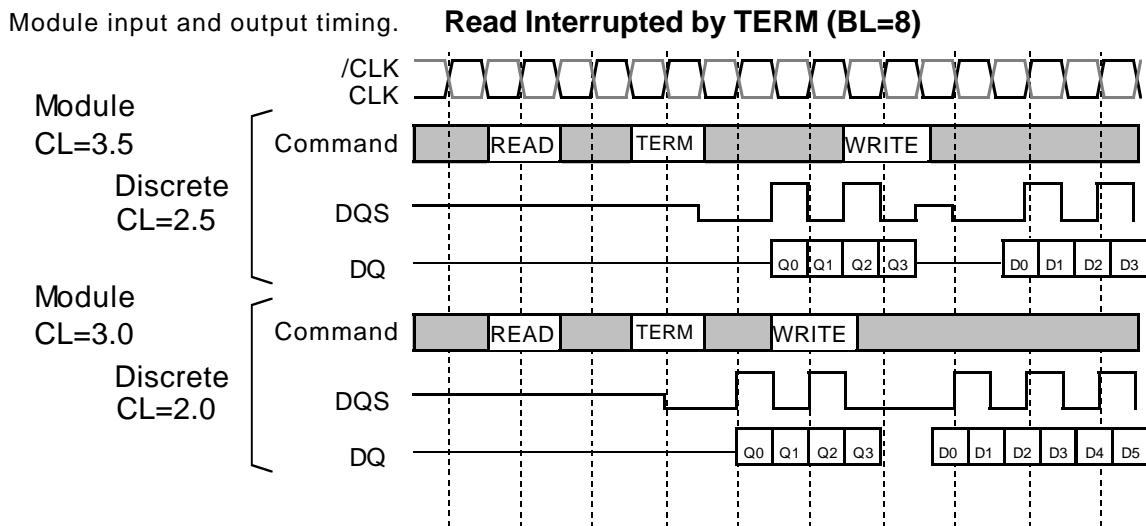 Module input and output timing.
Read Interrupted by TERM (BL=8)
/CLK
CLK
Module
CL=3.5
Discrete
CL=2.5
Command READ TERM WRITE
DQS
DQ Q0 Q1 Q2 Q3 D0 D1 D2 D3
Module
CL=3.0
Discrete
CL=2.0
Command READ TERM WRITE
DQS
DQ Q0 Q1 Q2 Q3 D0 D1 D2 D3 D4 D5